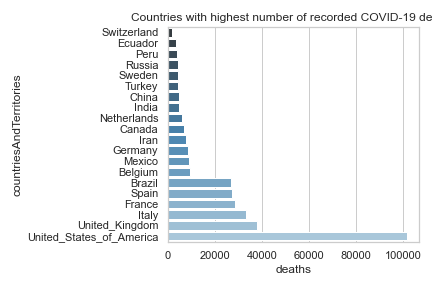 Countries with highest number of recorded COVID-19 de
Switzerland
Ecuador
Peru
Russia
Sweden
Turkey
China
India
Netherlands
Canada
Iran
Germany
Mexico
Belgium
Brazil
Spain
France
Italy
United_Kingdom
United_States_of_America
countriesAndTerritories
0 20000 40000 60000 80000 100000
deaths